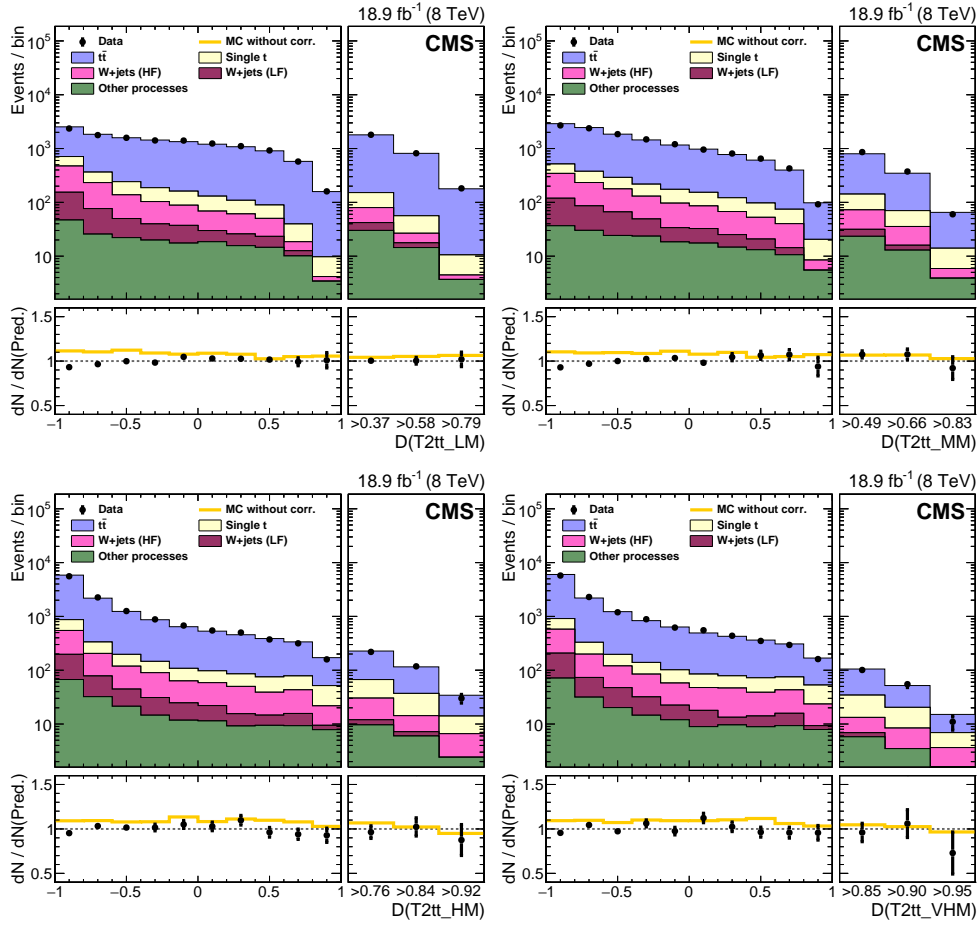 18.9 fb⁻¹ (8 TeV)
CMS
Events / bin
10⁵
10⁴
10³
10²
10
Data
MC without corr.
tt̄
Single t
W+jets (HF)
W+jets (LF)
Other processes
dN / dN(Pred.)
1.5
1
0.5
−1 −0.5 0 0.5 1 >0.37 >0.58 >0.79
D(T2tt_LM)
18.9 fb⁻¹ (8 TeV)
CMS
Events / bin
10⁵
10⁴
10³
10²
10
Data
MC without corr.
tt̄
Single t
W+jets (HF)
W+jets (LF)
Other processes
dN / dN(Pred.)
1.5
1
0.5
−1 −0.5 0 0.5 1 >0.49 >0.66 >0.83
D(T2tt_MM)
18.9 fb⁻¹ (8 TeV)
CMS
Events / bin
10⁵
10⁴
10³
10²
10
Data
MC without corr.
tt̄
Single t
W+jets (HF)
W+jets (LF)
Other processes
dN / dN(Pred.)
1.5
1
0.5
−1 −0.5 0 0.5 1 >0.76 >0.84 >0.92
D(T2tt_HM)
18.9 fb⁻¹ (8 TeV)
CMS
Events / bin
10⁵
10⁴
10³
10²
10
Data
MC without corr.
tt̄
Single t
W+jets (HF)
W+jets (LF)
Other processes
dN / dN(Pred.)
1.5
1
0.5
−1 −0.5 0 0.5 1 >0.85 >0.90 >0.95
D(T2tt_VHM)